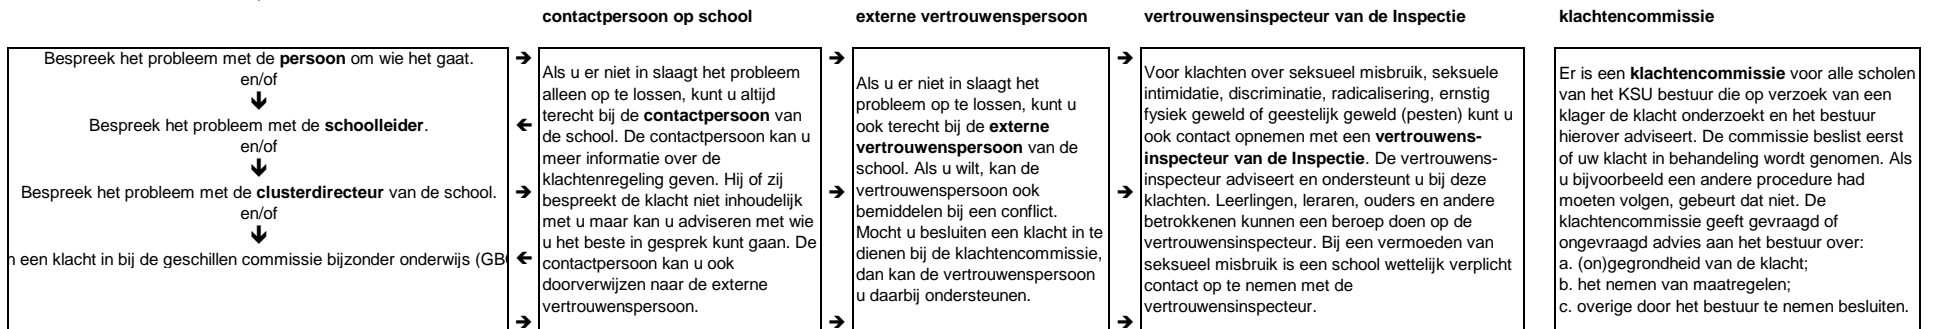 contactpersoon op school
externe vertrouwenspersoon
vertrouwensinspecteur van de Inspectie
klachtencommissie
Bespreek het probleem met de persoon om wie het gaat.
en/of
Bespreek het probleem met de schoolleider.
en/of
Bespreek het probleem met de clusterdirecteur van de school.
en/of
een klacht in bij de geschillen commissie bijzonder onderwijs
Als u er niet in slaagt het probleem
alleen op te lossen, kunt u altijd
terecht bij de contactpersoon van
de school. De contactpersoon kan u
meer informatie over de
klachtenregeling geven. Hij of zij
bespreekt de klacht niet inhoudelijk
met u maar kan u adviseren met wie
u het beste in gesprek kunt gaan. De
contactpersoon kan u ook
doorverwijzen naar de externe
vertrouwenspersoon.
Als u er niet in slaagt het
probleem op te lossen, kunt u
ook terecht bij de externe
vertrouwenspersoon van de
school. Als u wilt, kan de
vertrouwenspersoon ook
bemiddelen bij een conflict.
Mocht u besluiten een klacht in te
dienen bij de klachtencommissie,
dan kan de vertrouwenspersoon
u daarbij ondersteunen.
Voor klachten over seksueel misbruik, seksuele
intimidatie, discriminatie, radicalisering, ernstig
fysiek geweld of geestelijk geweld (pesten) kunt u
ook contact opnemen met een vertrouwens-
inspecteur van de Inspectie. De vertrouwens-
inspecteur adviseert en ondersteunt u bij deze
klachten. Leerlingen, leraren, ouders en andere
betrokkenen kunnen een beroep doen op de
vertrouwensinspecteur. Bij een vermoeden van
seksueel misbruik is een school wettelijk verplicht
contact op te nemen met de
vertrouwensinspecteur.
Er is een klachtencommissie voor alle scholen
van het KSU bestuur die op verzoek van een
klager de klacht onderzoekt en het bestuur
hierover adviseert. De commissie beslist eerst
of uw klacht in behandeling wordt genomen. Als
u bijvoorbeeld een andere procedure had
moeten volgen, gebeurt dat niet. De
klachtencommissie geeft gevraagd of
ongevraagd advies aan het bestuur over:
a. (on)gegrondheid van de klacht;
b. het nemen van maatregelen;
c. overige door het bestuur te nemen besluiten.